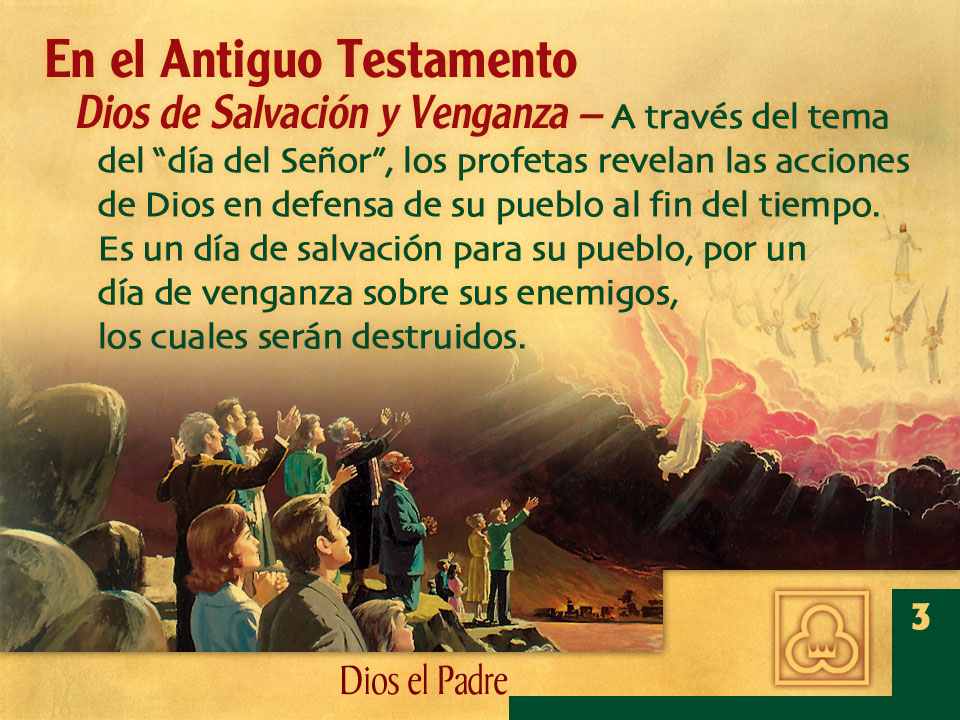 En el Antiguo Testamento
Dios de Salvación y Venganza – A través del tema
del “día del Señor”, los profetas revelan las acciones
de Dios en defensa de su pueblo al fin del tiempo.
Es un día de salvación para su pueblo, por un
día de venganza sobre sus enemigos,
los cuales serán destruidos.
3
Dios el Padre